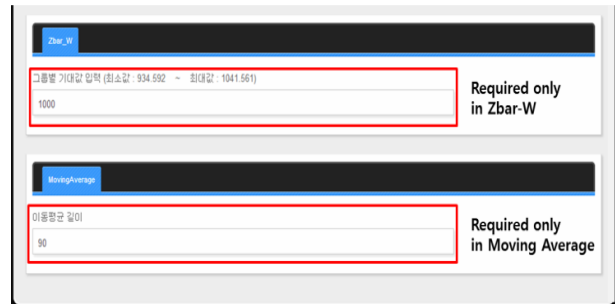 Zbar_W
그룹별 기대값 입력 (최소값 : 934.592 ~ 최대값 : 1041.561)
1000
Required only
in Zbar-W
MovingAverage
이동평균 길이
90
Required only
in Moving Average